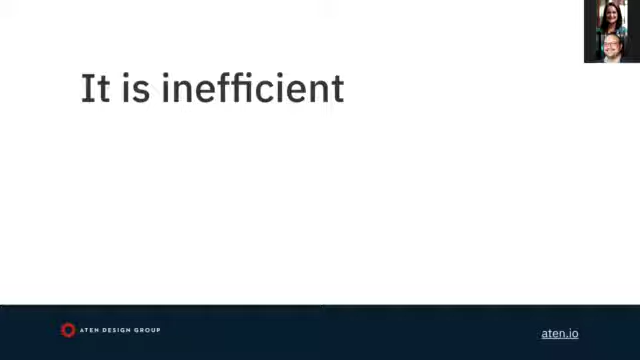 It is inefficient
ATEN DESIGN GROUP
aten.io